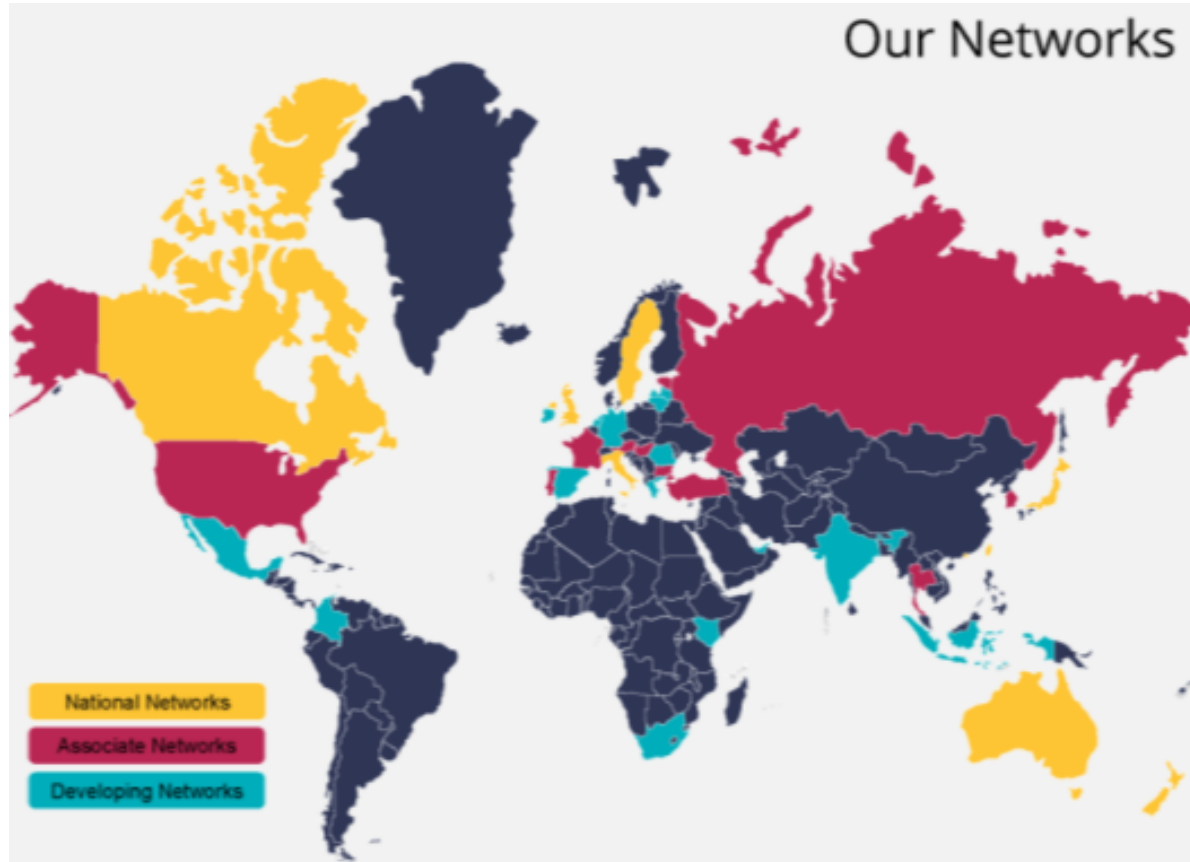 Our Networks
National Networks
Associate Networks
Developing Networks